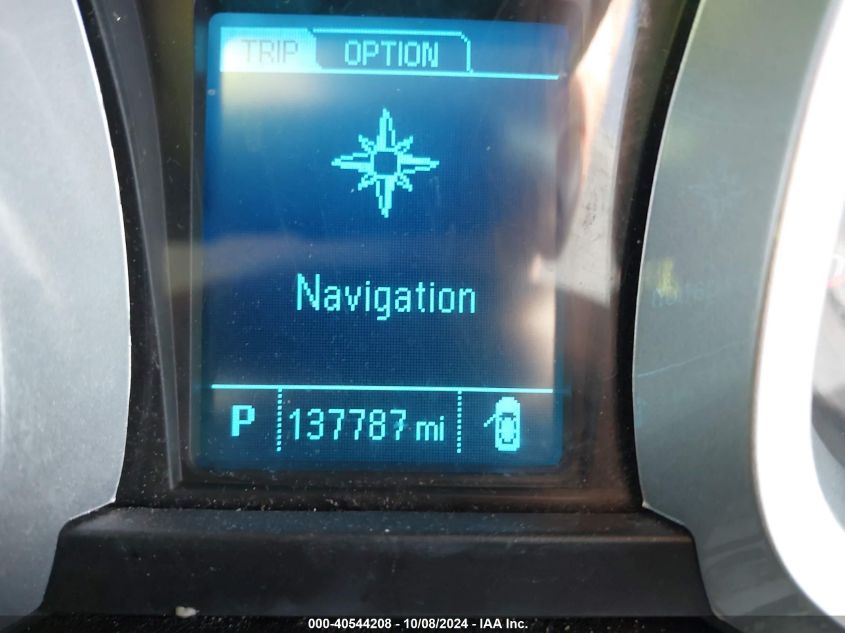 TRIP OPTION
Navigation
P 137787 mi
000-40544208 - 10/08/2024 - IAA Inc.